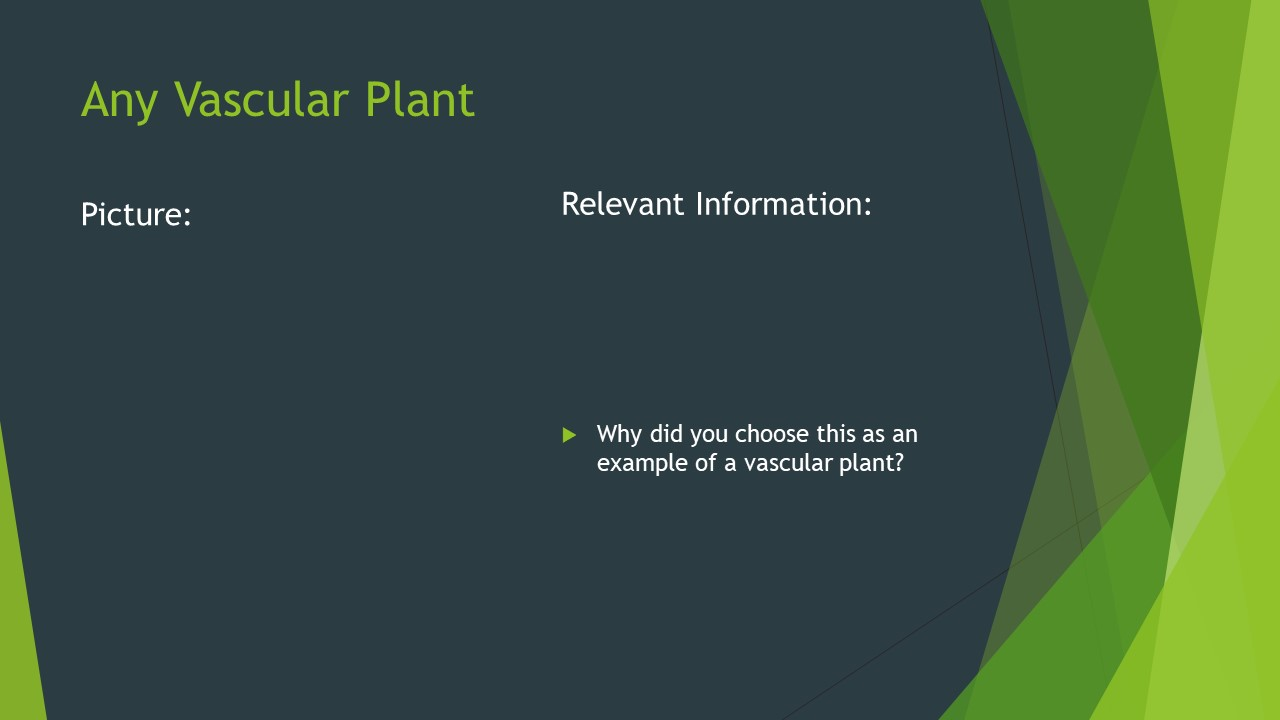 Any Vascular Plant
Picture:
Relevant Information:
Why did you choose this as an
example of a vascular plant?